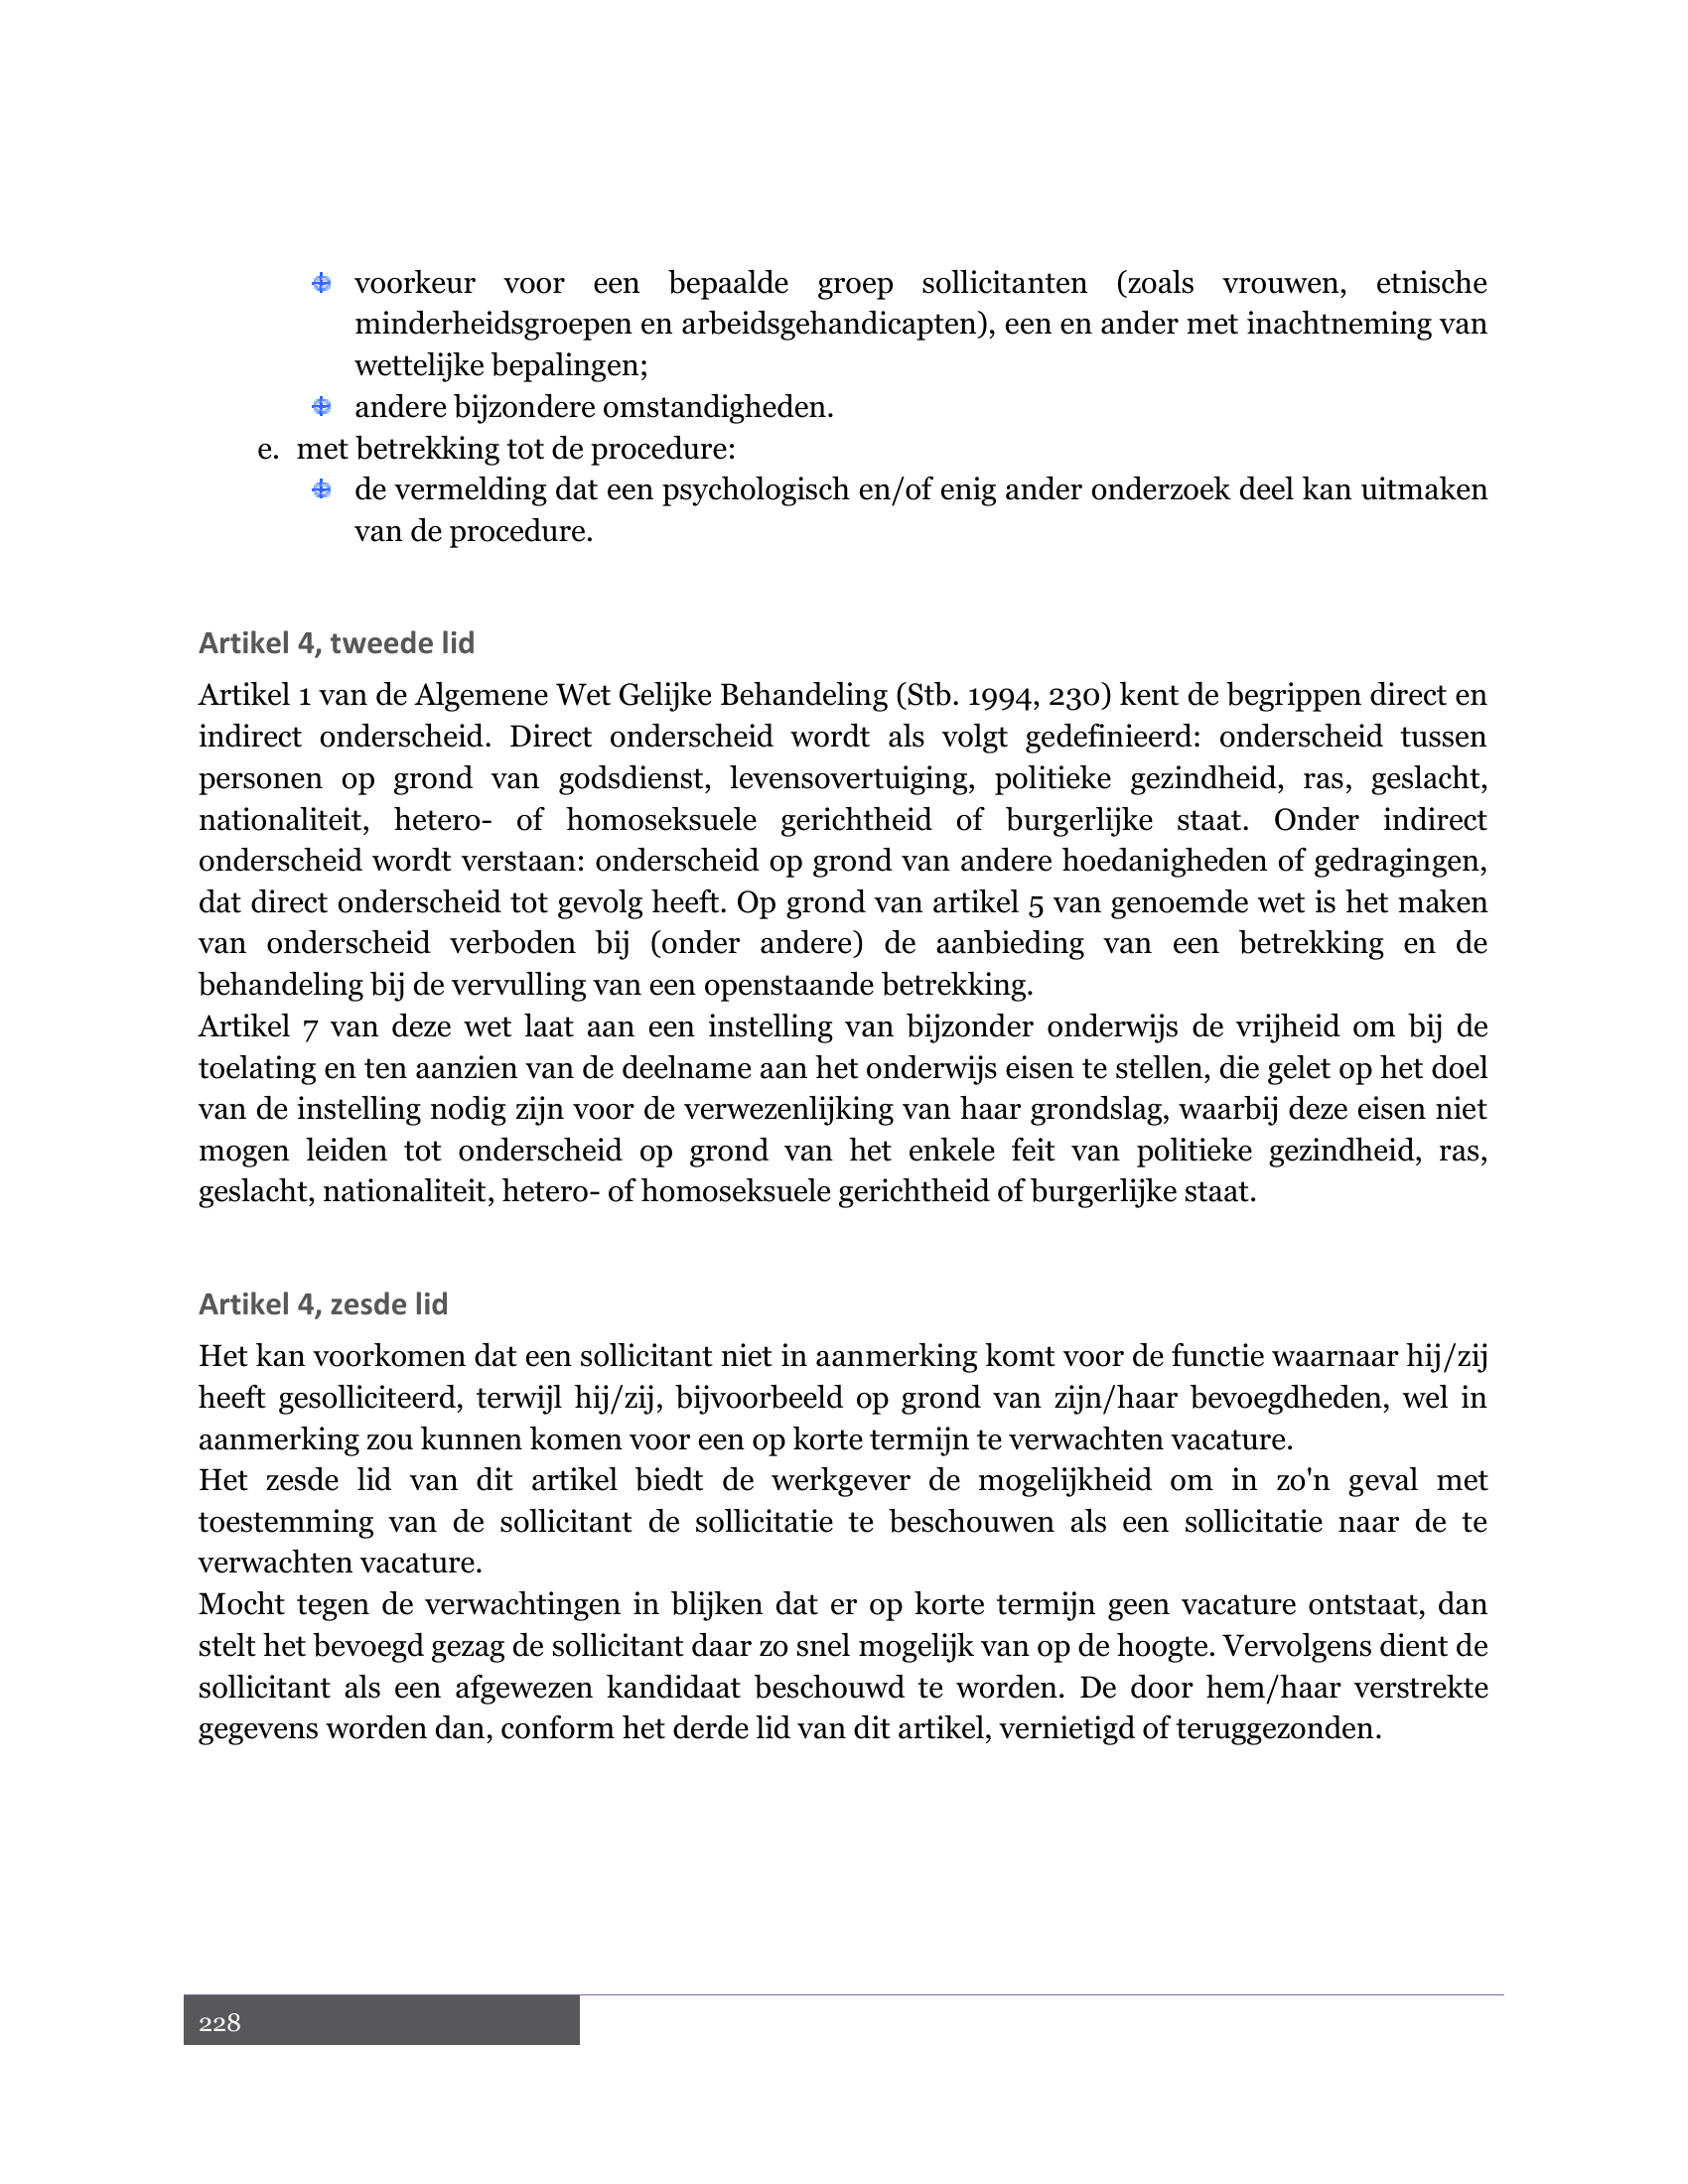 voorkeur voor een bepaalde groep sollicitanten (zoals vrouwen, etnische
minderheidsgroepen en arbeidsgehandicapten), een en ander met inachtneming van
wettelijke bepalingen;
andere bijzondere omstandigheden.
e. met betrekking tot de procedure:
de vermelding dat een psychologisch en/of enig ander onderzoek deel kan uitmaken
van de procedure.
Artikel 4, tweede lid
Artikel 1 van de Algemene Wet Gelijke Behandeling (Stb. 1994, 230) kent de begrippen direct en
indirect onderscheid. Direct onderscheid wordt als volgt gedefinieerd: onderscheid tussen
personen op grond van godsdienst, levensovertuiging, politieke gezindheid, ras, geslacht,
nationaliteit, hetero- of homoseksuele gerichtheid of burgerlijke staat. Onder indirect
onderscheid wordt verstaan: onderscheid op grond van andere hoedanigheden of gedragingen,
dat direct onderscheid tot gevolg heeft. Op grond van artikel 5 van genoemde wet is het maken
van onderscheid verboden bij (onder andere) de aanbieding van een betrekking en de
behandeling bij de vervulling van een openstaande betrekking.
Artikel 7 van deze wet laat aan een instelling van bijzonder onderwijs de vrijheid om bij de
toelating en ten aanzien van de deelname aan het onderwijs eisen te stellen, die gelet op het doel
van de instelling nodig zijn voor de verwezenlijking van haar grondslag, waarbij deze eisen niet
mogen leiden tot onderscheid op grond van het enkele feit van politieke gezindheid, ras,
geslacht, nationaliteit, hetero- of homoseksuele gerichtheid of burgerlijke staat.
Artikel 4, zesde lid
Het kan voorkomen dat een sollicitant niet in aanmerking komt voor de functie waarnaar hij/zij
heeft gesolliciteerd, terwijl hij/zij, bijvoorbeeld op grond van zijn/haar bevoegdheden, wel in
aanmerking zou kunnen komen voor een op korte termijn te verwachten vacature.
Het zesde lid van dit artikel biedt de werkgever de mogelijkheid om in zo'n geval met
toestemming van de sollicitant de sollicitatie te beschouwen als een sollicitatie naar de te
verwachten vacature.
Mocht tegen de verwachtingen in blijken dat er op korte termijn geen vacature ontstaat, dan
stelt het bevoegd gezag de sollicitant daar zo snel mogelijk van op de hoogte. Vervolgens dient de
sollicitant als een afgewezen kandidaat beschouwd te worden. De door hem/haar verstrekte
gegevens worden dan, conform het derde lid van dit artikel, vernietigd of teruggezonden.
228